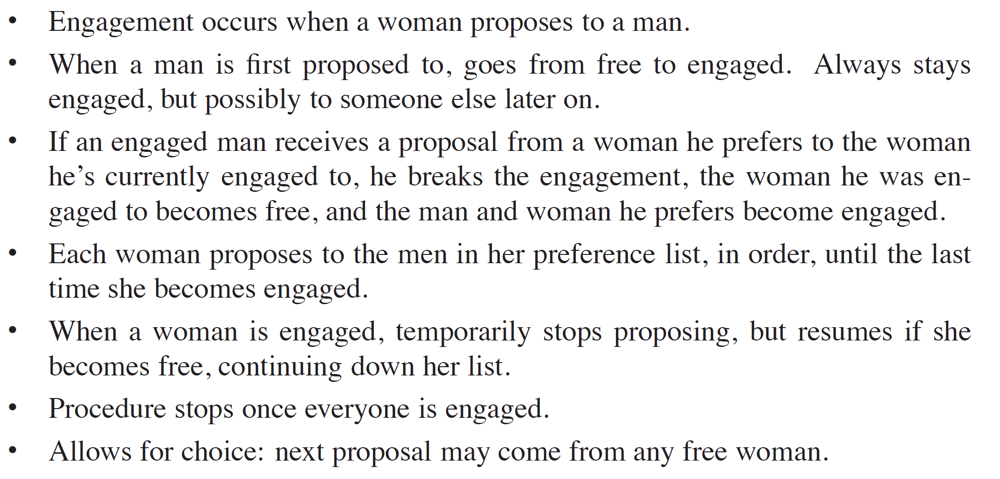 • Engagement occurs when a woman proposes to a man.
• When a man is first proposed to, goes from free to engaged. Always stays
engaged, but possibly to someone else later on.
• If an engaged man receives a proposal from a woman he prefers to the woman
he’s currently engaged to, he breaks the engagement, the woman he was en-
gaged to becomes free, and the man and woman he prefers become engaged.
• Each woman proposes to the men in her preference list, in order, until the last
time she becomes engaged.
• When a woman is engaged, temporarily stops proposing, but resumes if she
becomes free, continuing down her list.
• Procedure stops once everyone is engaged.
• Allows for choice: next proposal may come from any free woman.